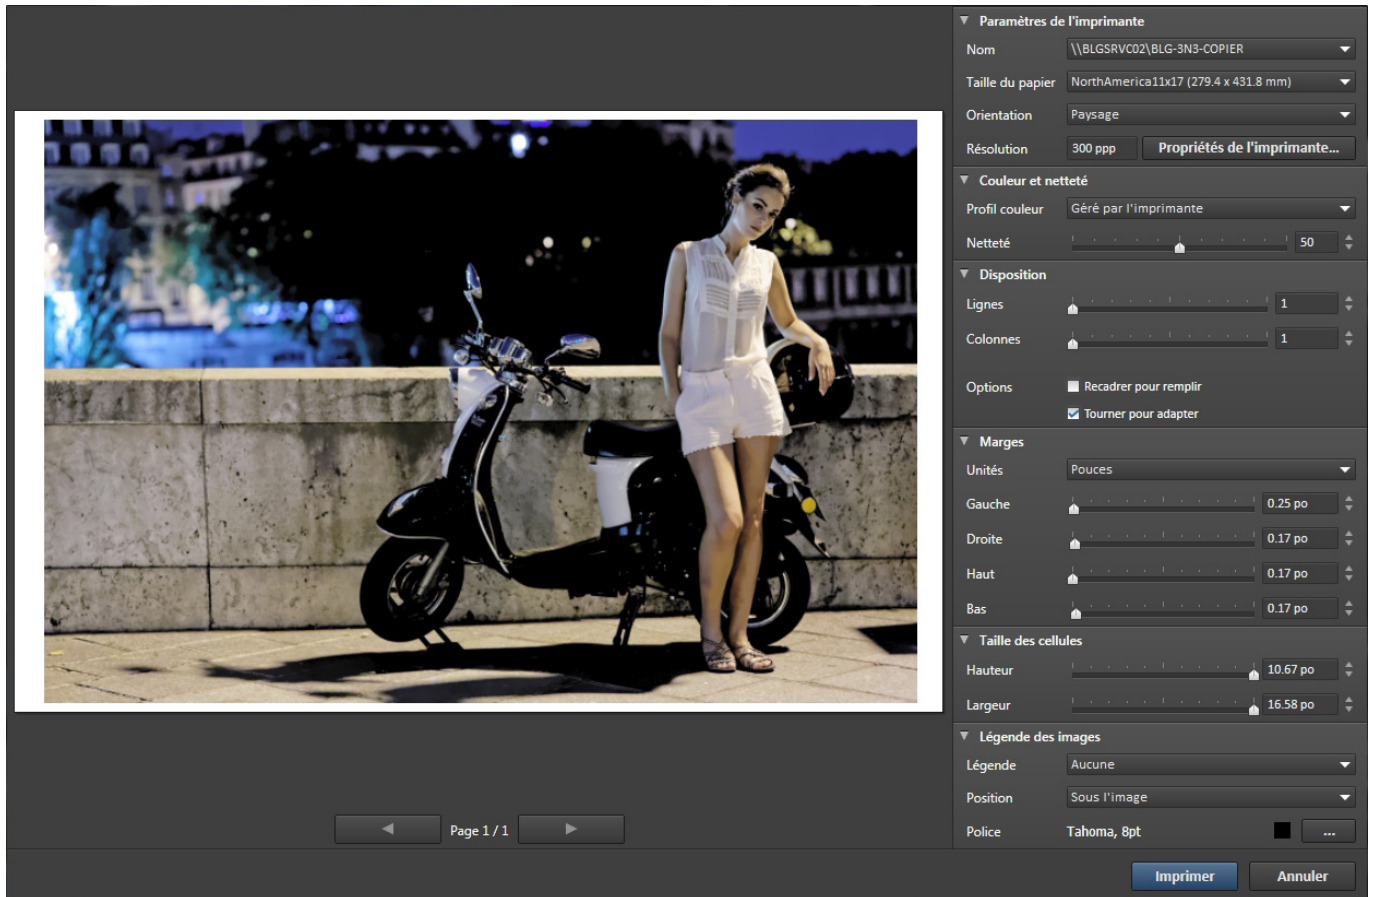 Paramètres de l'imprimante
Nom \\BLGSRVC02\BLG-3N3-COPIER
Taille du papier NorthAmerica11x17 (279.4 x 431.8 mm)
Orientation Paysage
Résolution 300 ppp Propriétés de l'imprimante...
Couleur et netteté
Profil couleur Géré par l'imprimante
Netteté 50
Disposition
Lignes 1
Colonnes 1
Options Recadrer pour remplir
Tourner pour adapter
Marges
Unités Pouces
Gauche 0.25 po
Droite 0.17 po
Haut 0.17 po
Bas 0.17 po
Taille des cellules
Hauteur 10.67 po
Largeur 16.58 po
Légende des images
Légende Aucune
Position Sous l'image
Police Tahoma, 8pt ...
Page 1 / 1
Imprimer Annuler